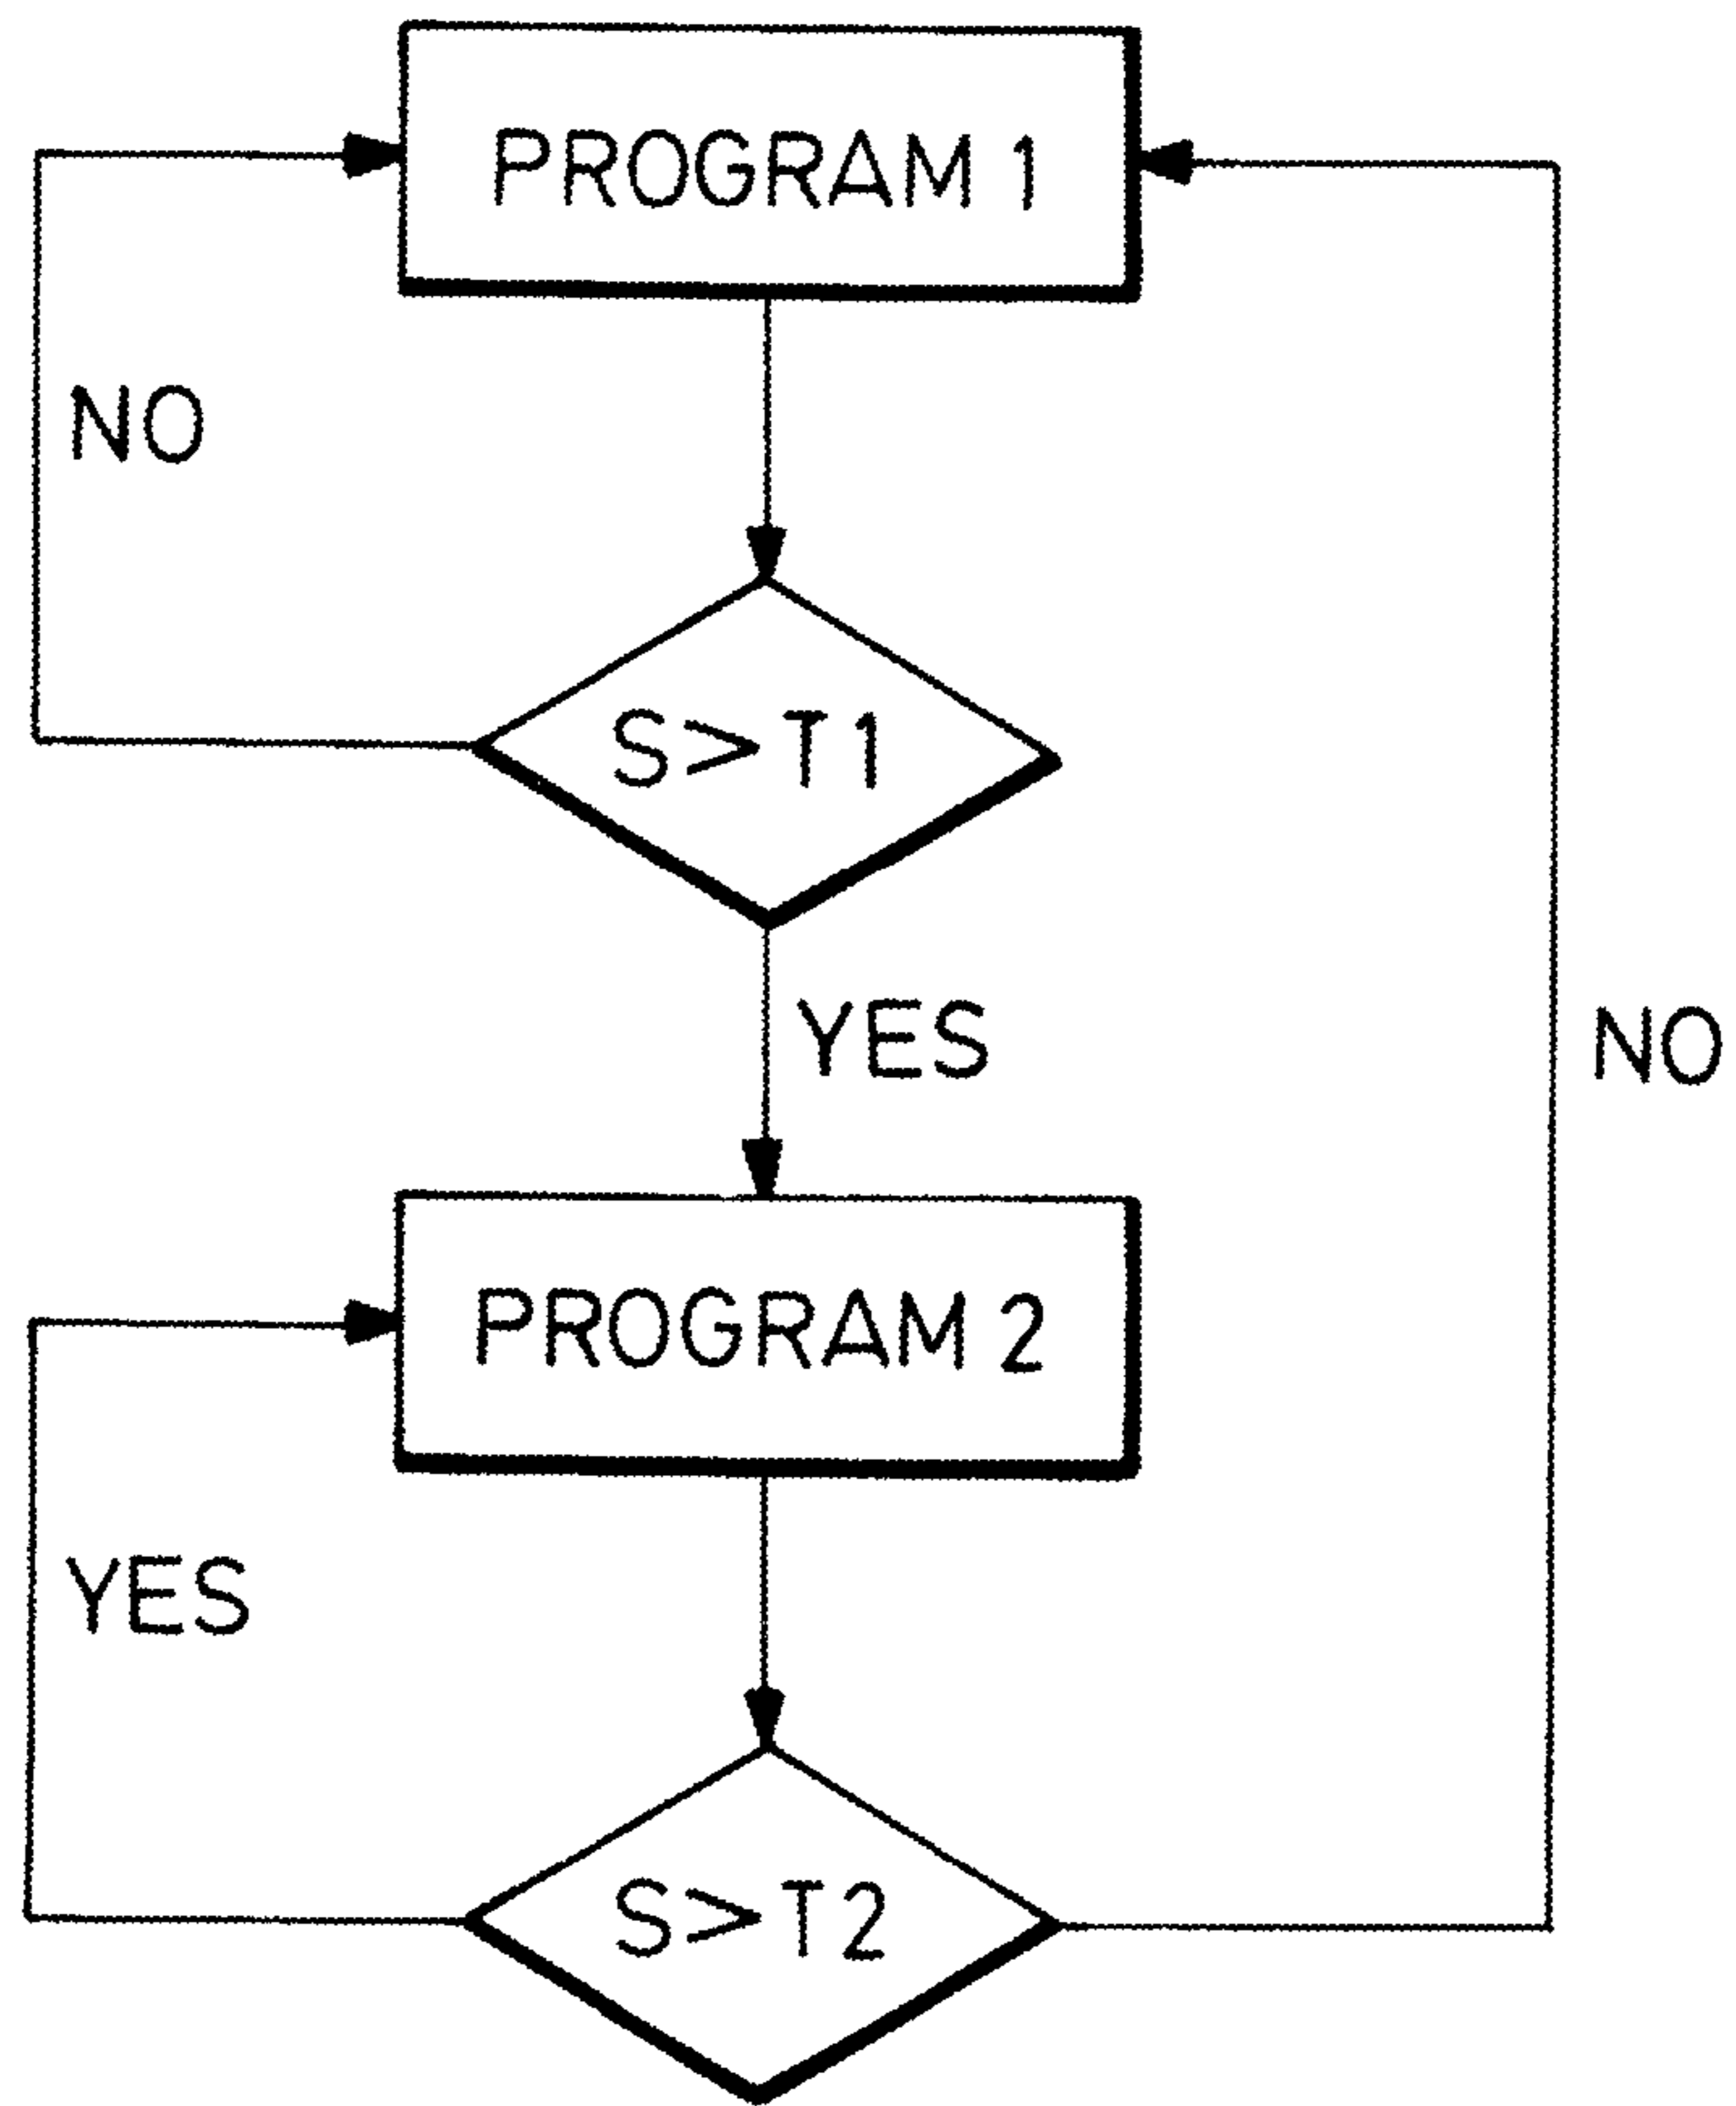 PROGRAM 1
NO
S>T1
YES
NO
PROGRAM 2
YES
S>T2